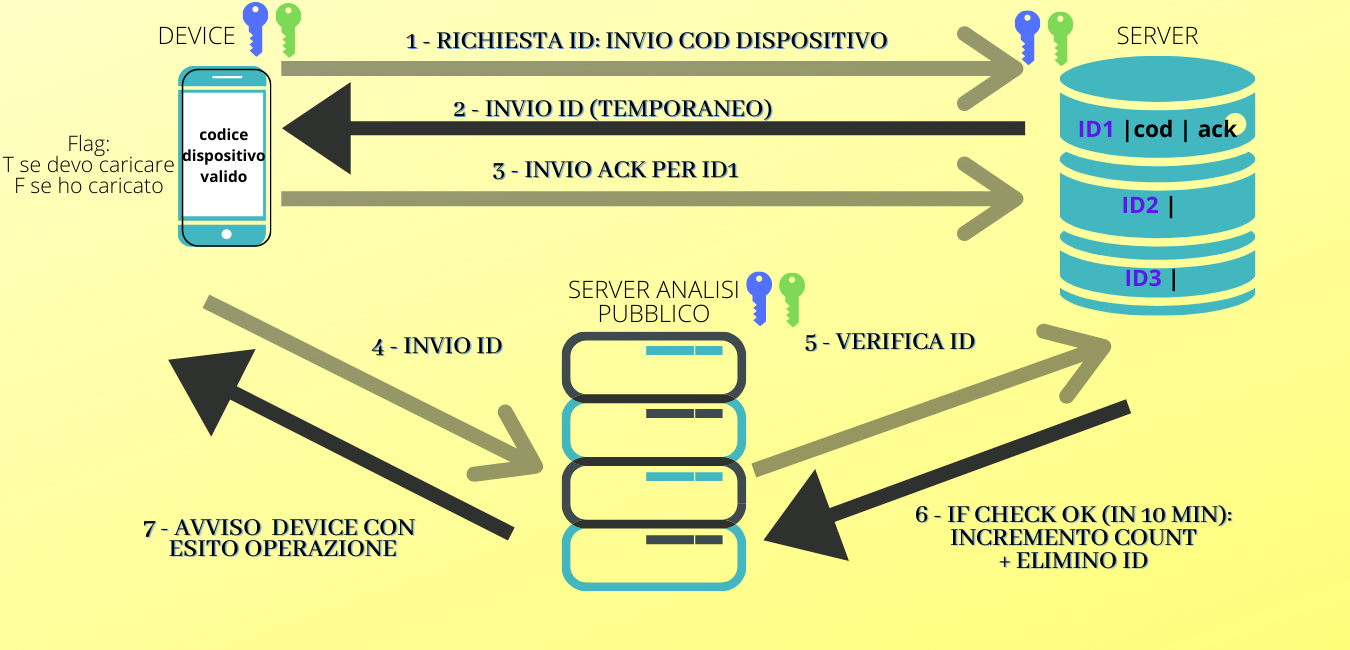 DEVICE
1 - RICHIESTA ID: INVIO COD DISPOSITIVO
SERVER
2 - INVIO ID (TEMPORANEO)
ID1 |cod | ack
codice
dispositivo
valido
Flag:
T se devo caricare
F se ho caricato
3 - INVIO ACK PER ID1
ID2 |
ID3 |
SERVER ANALISI
PUBBLICO
4 - INVIO ID
5 - VERIFICA ID
7 - AVVISO DEVICE CON
ESITO OPERAZIONE
6 - IF CHECK OK (IN 10 MIN):
INCREMENTO COUNT
+ ELIMINO ID